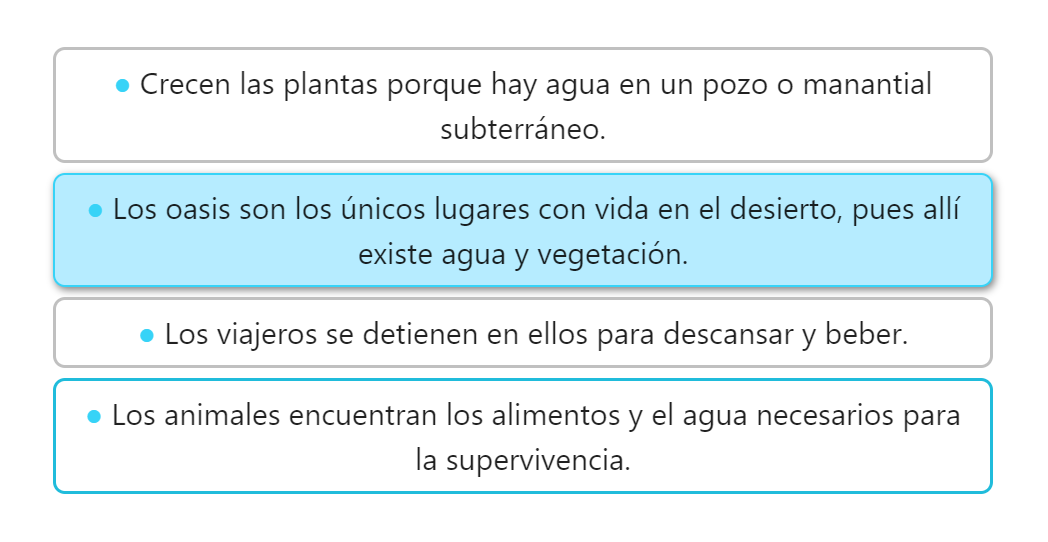 ● Crecen las plantas porque hay agua en un pozo o manantial
subterráneo.
● Los oasis son los únicos lugares con vida en el desierto, pues allí
existe agua y vegetación.
● Los viajeros se detienen en ellos para descansar y beber.
● Los animales encuentran los alimentos y el agua necesarios para
la supervivencia.